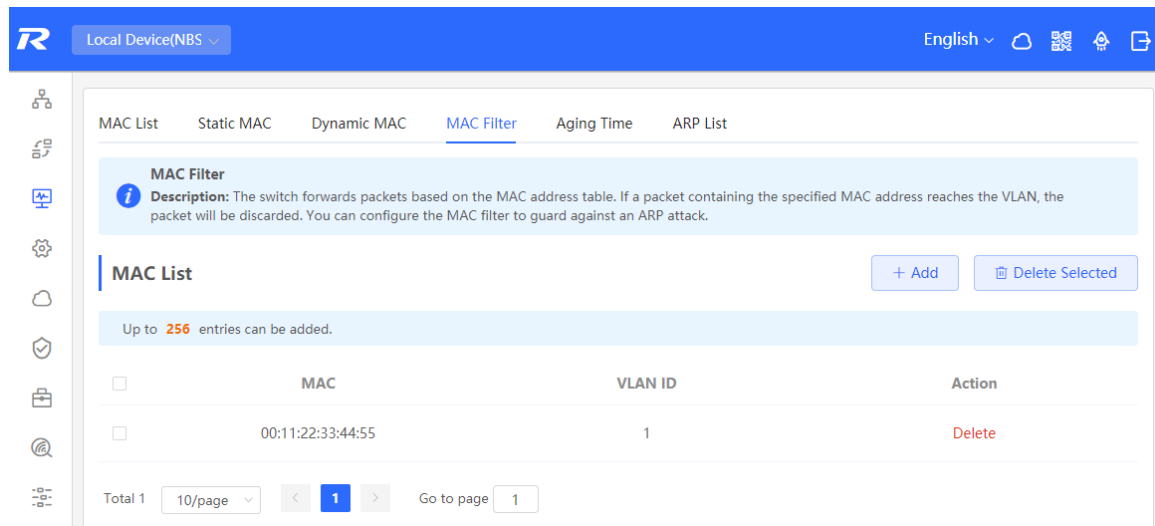 Local Device(NBS
English
MAC List Static MAC Dynamic MAC MAC Filter Aging Time ARP List
MAC Filter
Description: The switch forwards packets based on the MAC address table. If a packet containing the specified MAC address reaches the VLAN, the
packet will be discarded. You can configure the MAC filter to guard against an ARP attack.
MAC List
+ Add Delete Selected
Up to 256 entries can be added.
MAC VLAN ID Action
00:11:22:33:44:55 1 Delete
Total 1 10/page < 1 > Go to page 1